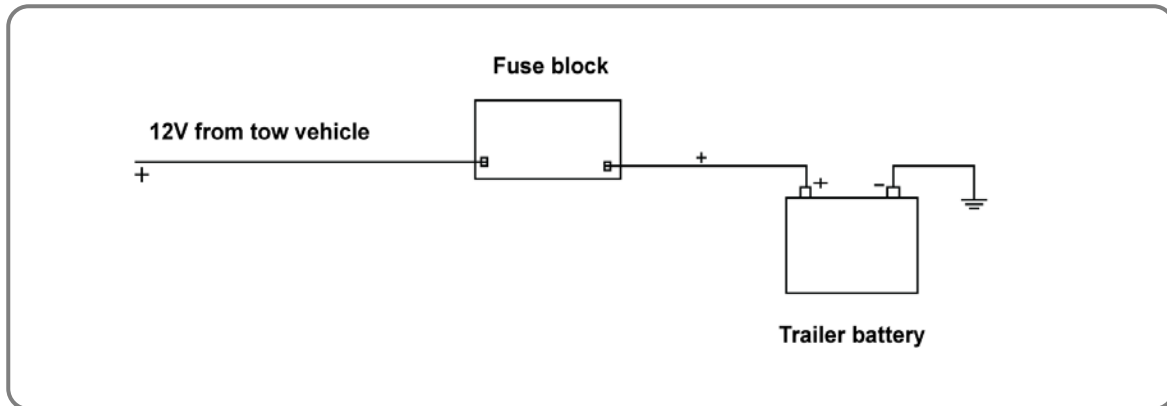 Fuse block
12V from tow vehicle
+
+
+
-
Trailer battery